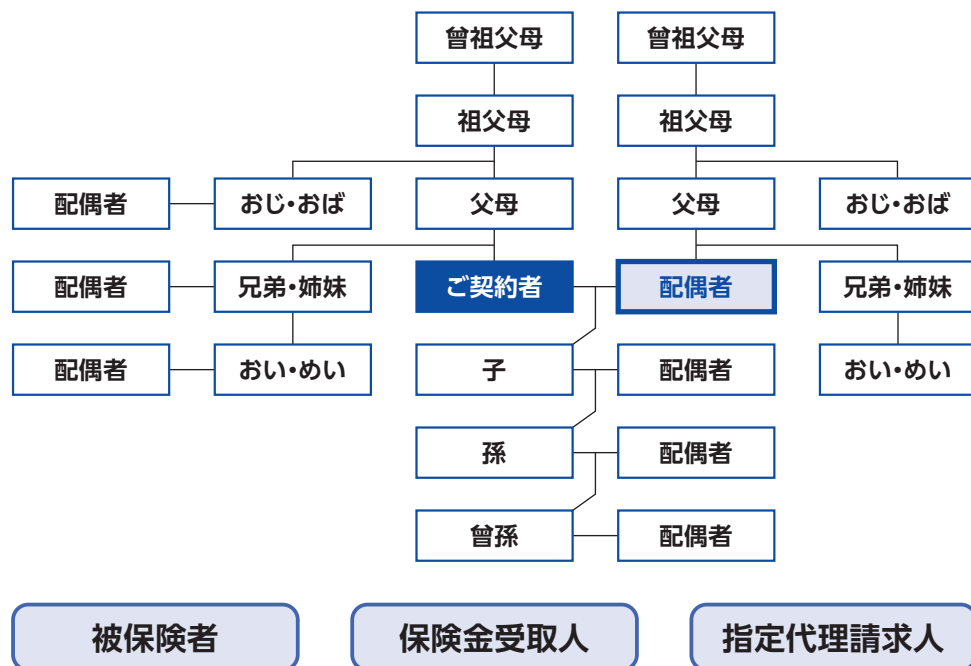 曾祖父母 曾祖父母
祖父母 祖父母
配偶者 おじ・おば 父母 父母 おじ・おば
配偶者 兄弟・姉妹 ご契約者 配偶者 兄弟・姉妹
配偶者 おい・めい 子 配偶者 おい・めい
孫 配偶者
曾孫 配偶者
被保険者 保険金受取人 指定代理請求人